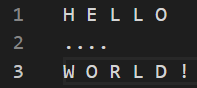 1 H E L L O
2 ....
3 W O R L D !